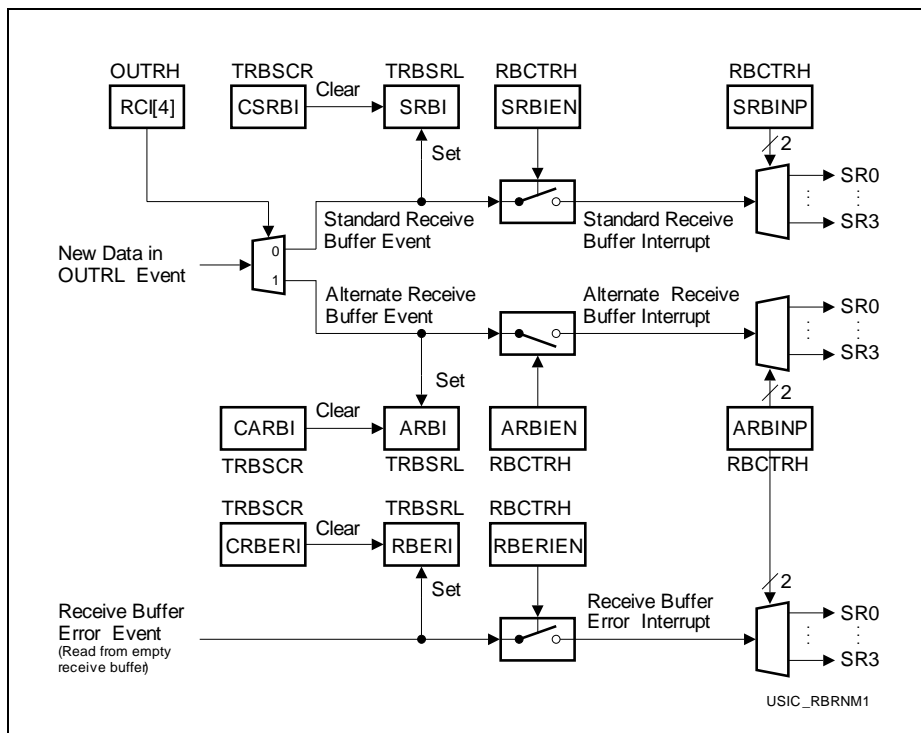 OUTRH
TRBSCR
TRBSRL
RBCTRH
RBCTRH
RCI[4]
CSRBI
Clear
SRBI
SRBIEN
SRBINP
Set
2
SR0
SR3
New Data in
OUTRL Event
0
1
Standard Receive
Buffer Event
Standard Receive
Buffer Interrupt
Alternate Receive
Buffer Event
Alternate Receive
Buffer Interrupt
SR0
SR3
Set
2
CARBI
Clear
ARBI
ARBIEN
ARBINP
TRBSCR
TRBSRL
RBCTRH
RBCTRH
TRBSCR
TRBSRL
RBCTRH
CRBERI
Clear
RBERI
RBERIEN
Set
2
Receive Buffer
Error Event
(Read from empty
receive buffer)
Receive Buffer
Error Interrupt
SR0
SR3
USIC_RBRNM1